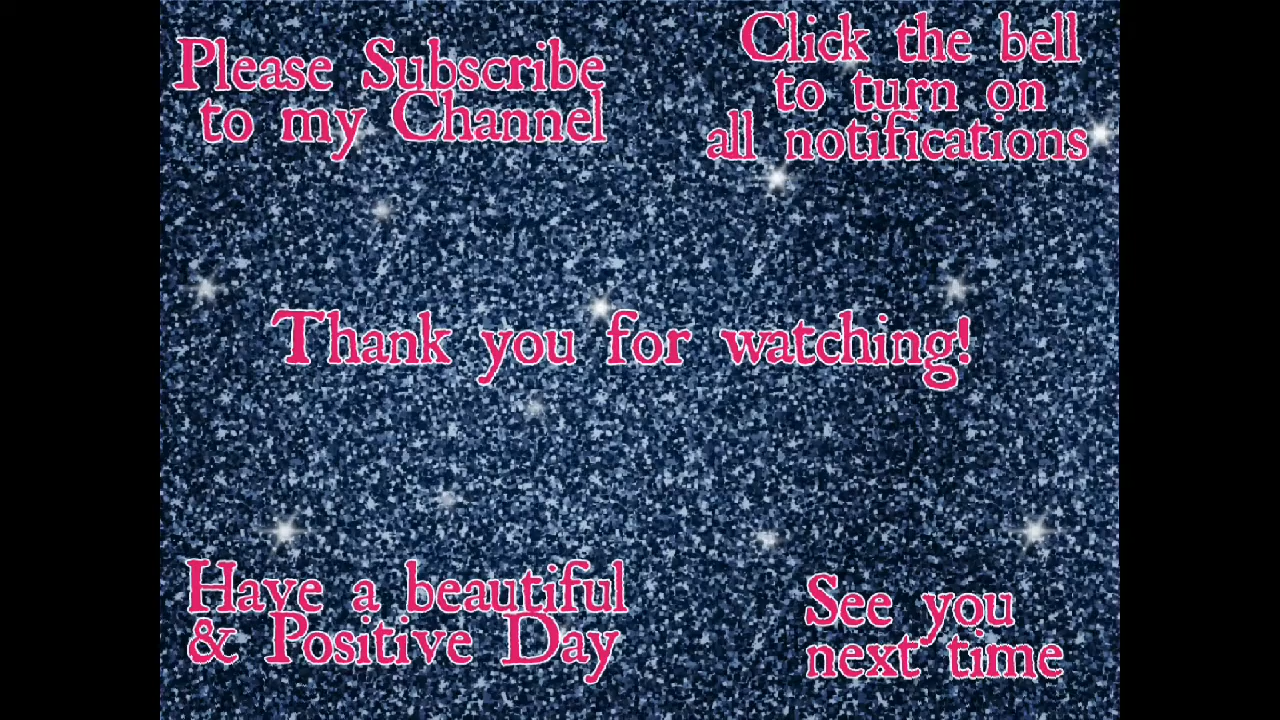 Please Subscribe
to my Channel
Click the bell
to turn on
all notifications
Thank you for watching!
Have a beautiful
& Positive Day
See you
next time